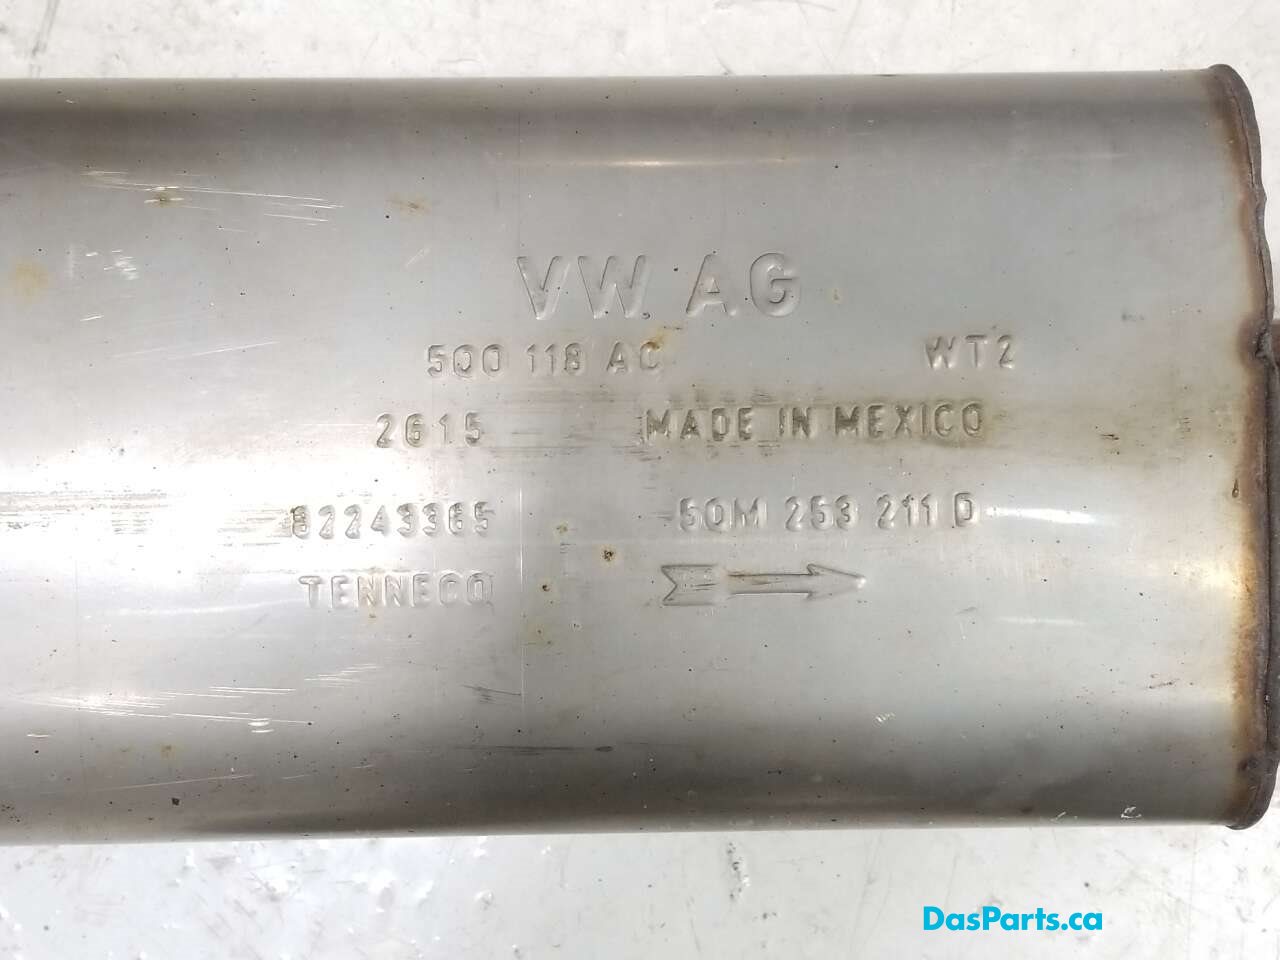 VW AG
5Q0 118 AC WT2
2615 MADE IN MEXICO
82243365 5QM 253 211 D
TENNECO
DasParts.ca